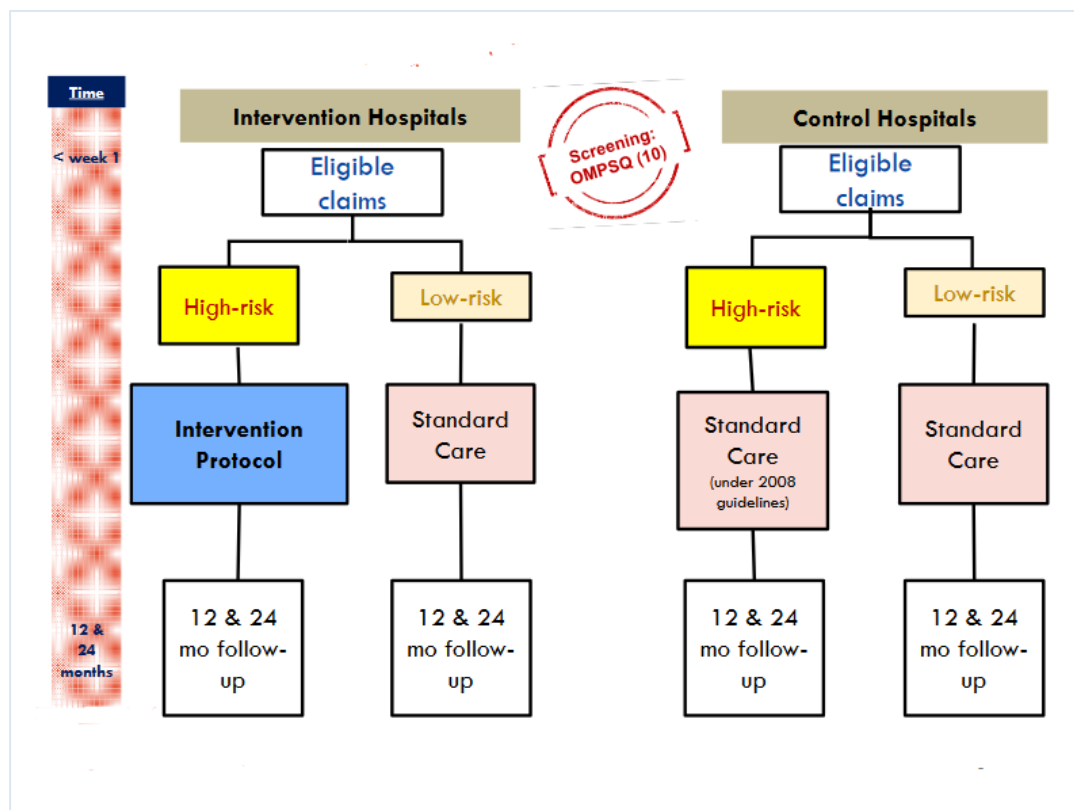 Time
Intervention Hospitals
Control Hospitals
Screening:
OMPSQ (10)
< week 1
Eligible
claims
Eligible
claims
High-risk
Low-risk
High-risk
Low-risk
Intervention
Protocol
Standard
Care
Standard
Care
(under 2008
guidelines)
Standard
Care
12 &
24
months
12 & 24
mo follow-
up
12 & 24
mo follow-
up
12 & 24
mo follow-
up
12 & 24
mo follow-
up